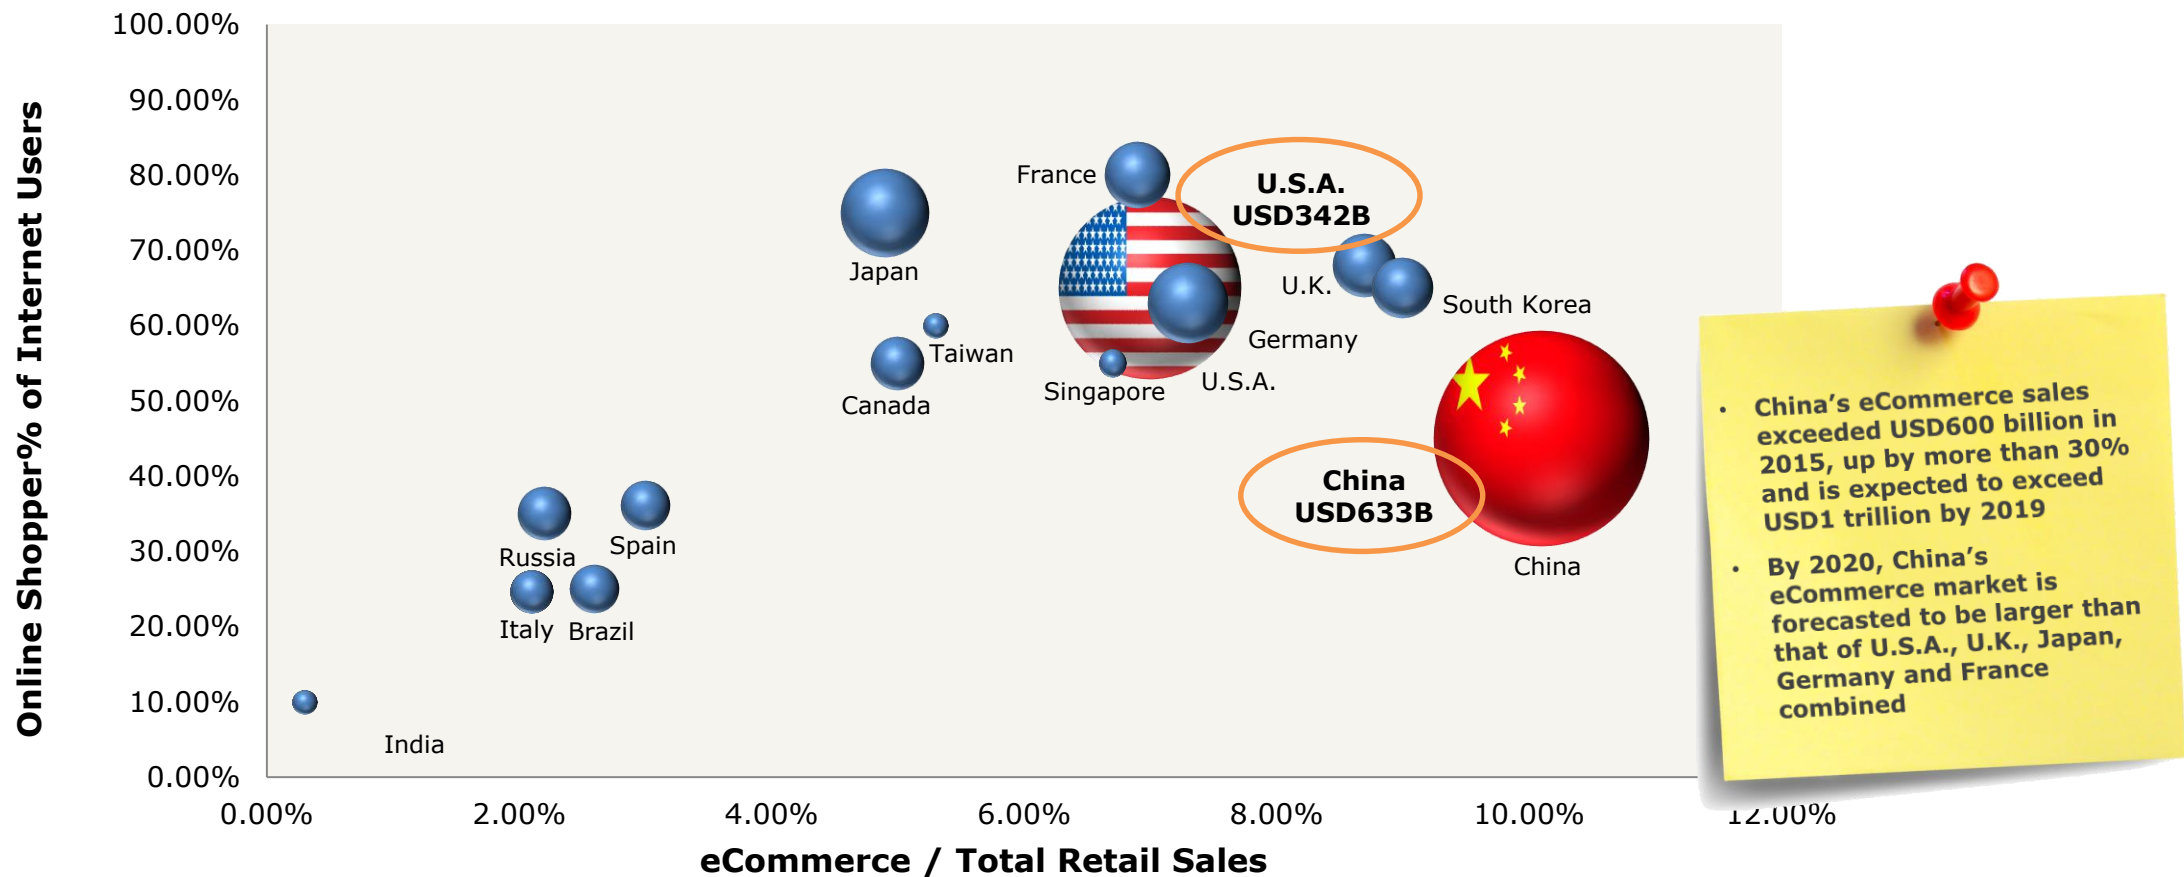 Online Shopper% of Internet Users
100.00%
90.00%
80.00%
70.00%
60.00%
50.00%
40.00%
30.00%
20.00%
10.00%
0.00%
France
U.S.A.
USD342B
Japan
U.K.
South Korea
Germany
Taiwan
U.S.A.
Singapore
Canada
China
USD633B
Russia
Spain
China
Italy
Brazil
India
0.00%
2.00%
4.00%
6.00%
8.00%
10.00%
12.00%
eCommerce / Total Retail Sales
• China’s eCommerce sales
exceeded USD600 billion in
2015, up by more than 30%
and is expected to exceed
USD1 trillion by 2019
• By 2020, China’s
eCommerce market is
forecasted to be larger than
that of U.S.A., U.K., Japan,
Germany and France
combined